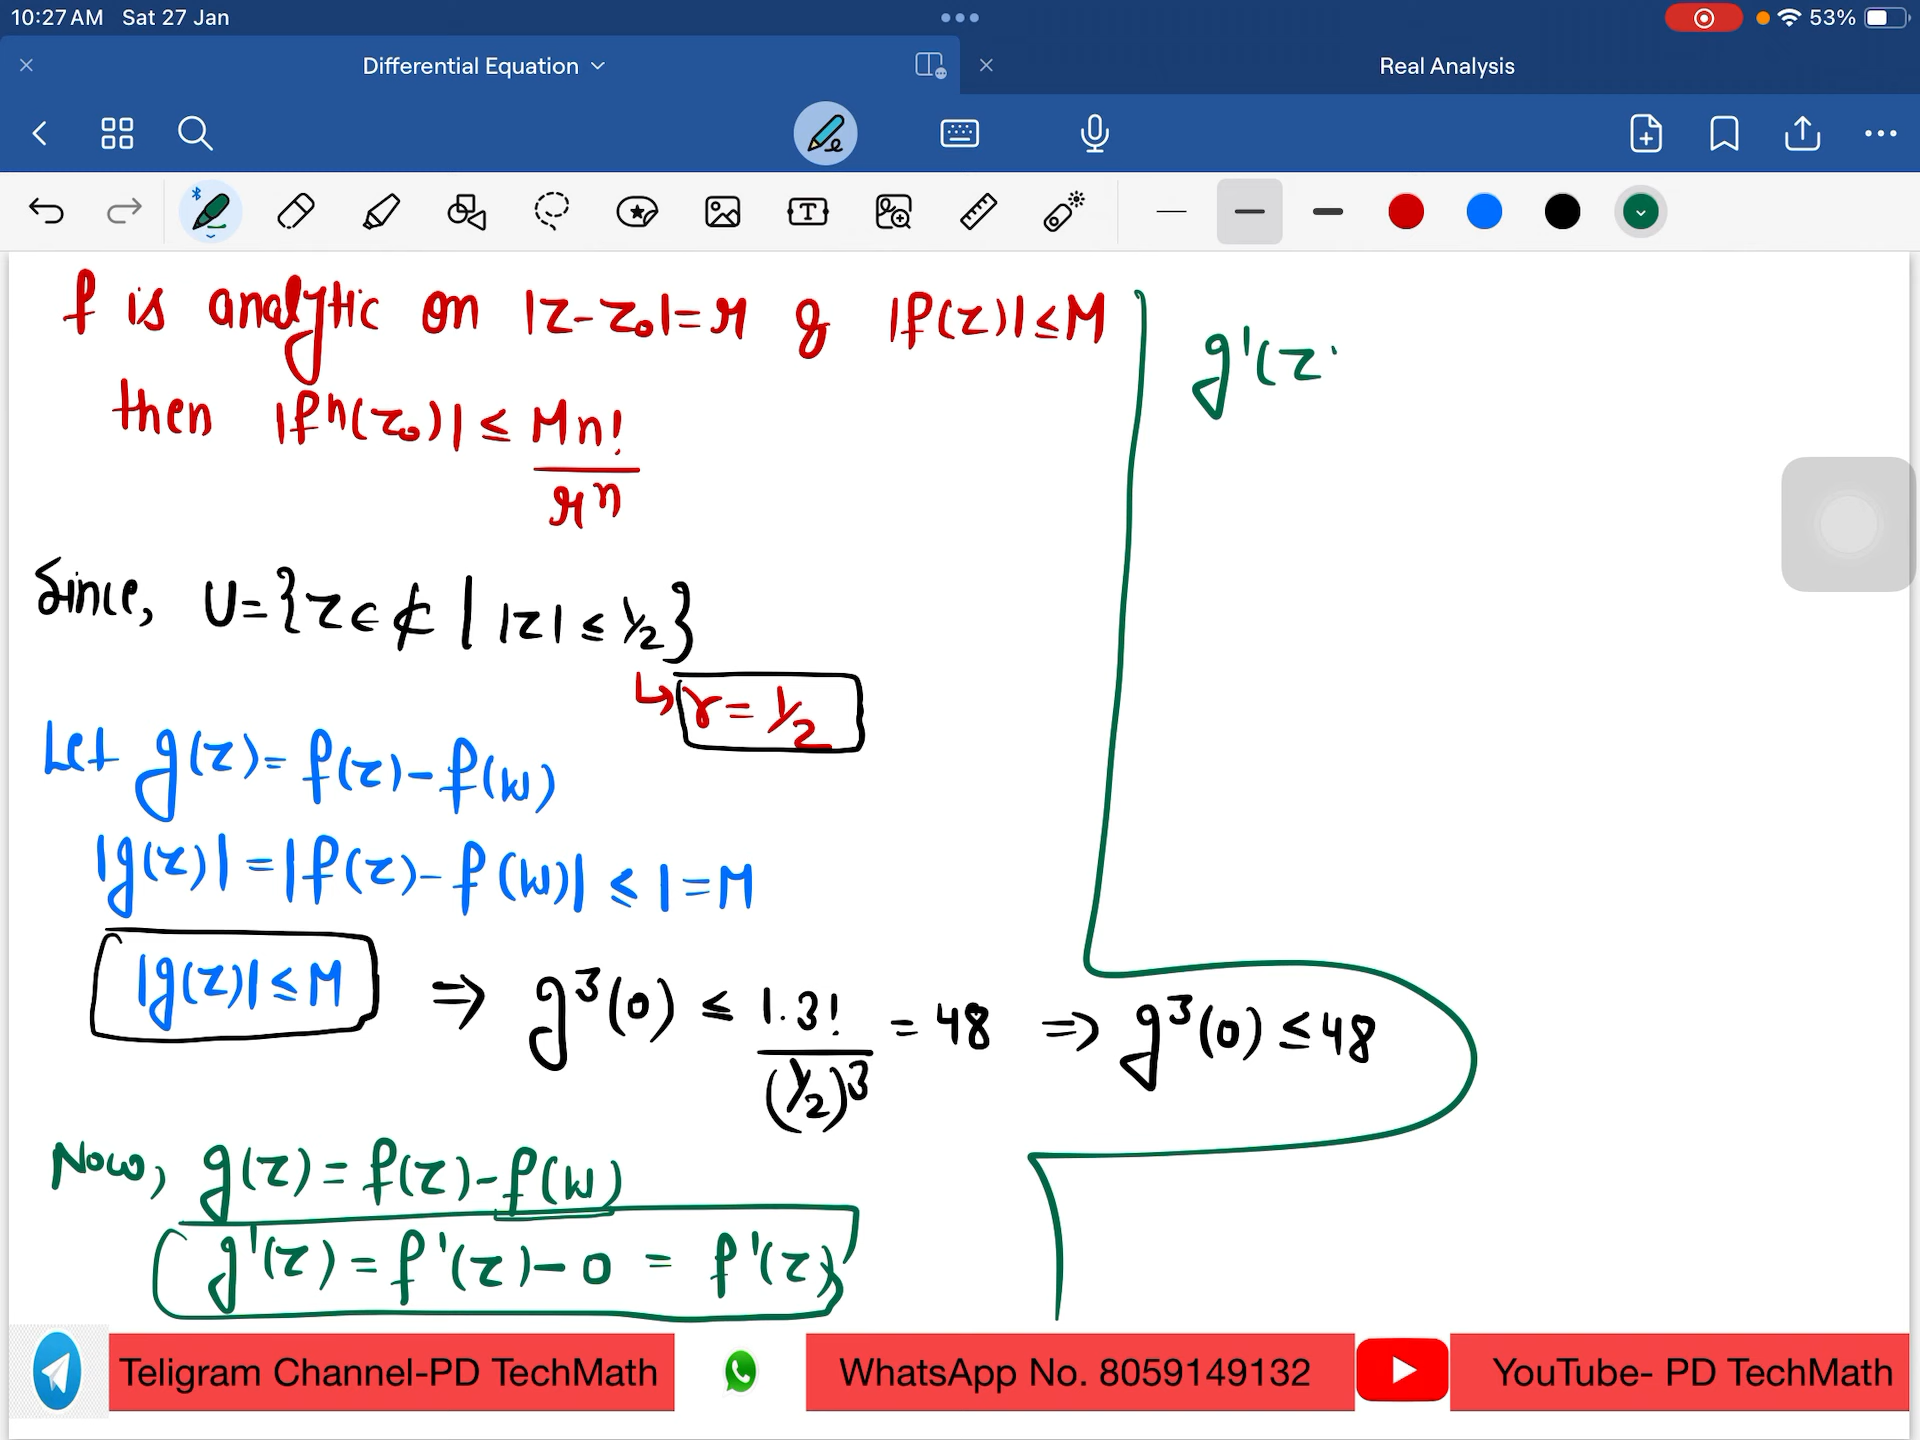 10:27 AM Sat 27 Jan
53%
Differential Equation
Real Analysis
f is analytic on |z-z₀|=r & |f(z)|≤M
then |fⁿ(z₀)| ≤ Mn!
rⁿ
Since, U={z∈ ¢ | |z| ≤ 1/2}
↳ r = 1/2
Let g(z)= f(z)-f(w)
|g(z)| = |f(z)-f(w)| ≤ 1 = M
|g(z)| ≤ M ⇒ g³(0) ≤ 1.3! = 48 ⇒ g³(0) ≤ 48
(1/2)³
Now, g(z) = f(z)-f(w)
g'(z) = f'(z)-0 = f'(z)
g'(z
Teligram Channel-PD TechMath
WhatsApp No. 8059149132
YouTube- PD TechMath